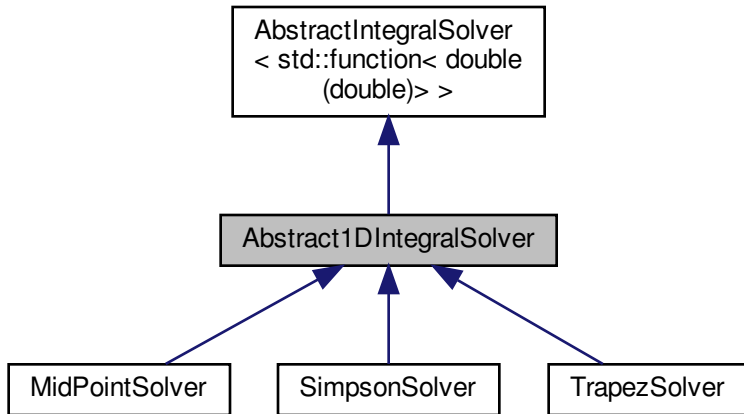 AbstractIntegralSolver
< std::function< double
(double)> >
Abstract1DIntegralSolver
MidPointSolver
SimpsonSolver
TrapezSolver